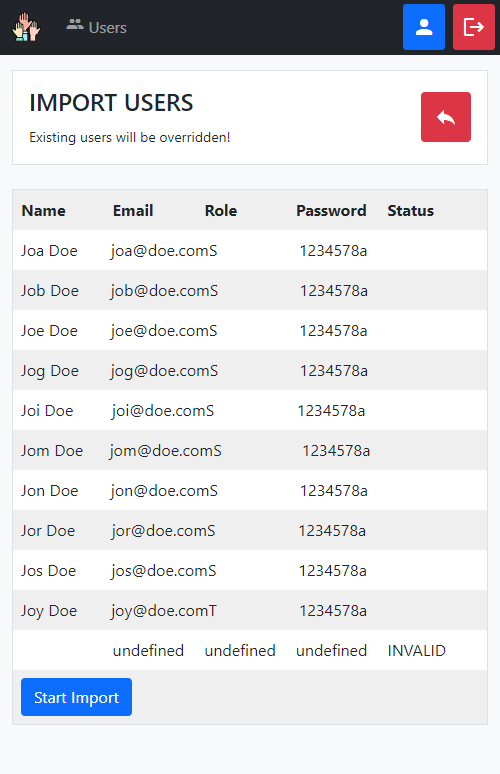 Users
IMPORT USERS
Existing users will be overridden!
Name Email Role Password Status
Joa Doe joa@doe.comS 1234578a
Job Doe job@doe.comS 1234578a
Joe Doe joe@doe.comS 1234578a
Jog Doe jog@doe.comS 1234578a
Joi Doe joi@doe.comS 1234578a
Jom Doe jom@doe.comS 1234578a
Jon Doe jon@doe.comS 1234578a
Jor Doe jor@doe.comS 1234578a
Jos Doe jos@doe.comS 1234578a
Joy Doe joy@doe.comT 1234578a
undefined undefined undefined INVALID
Start Import